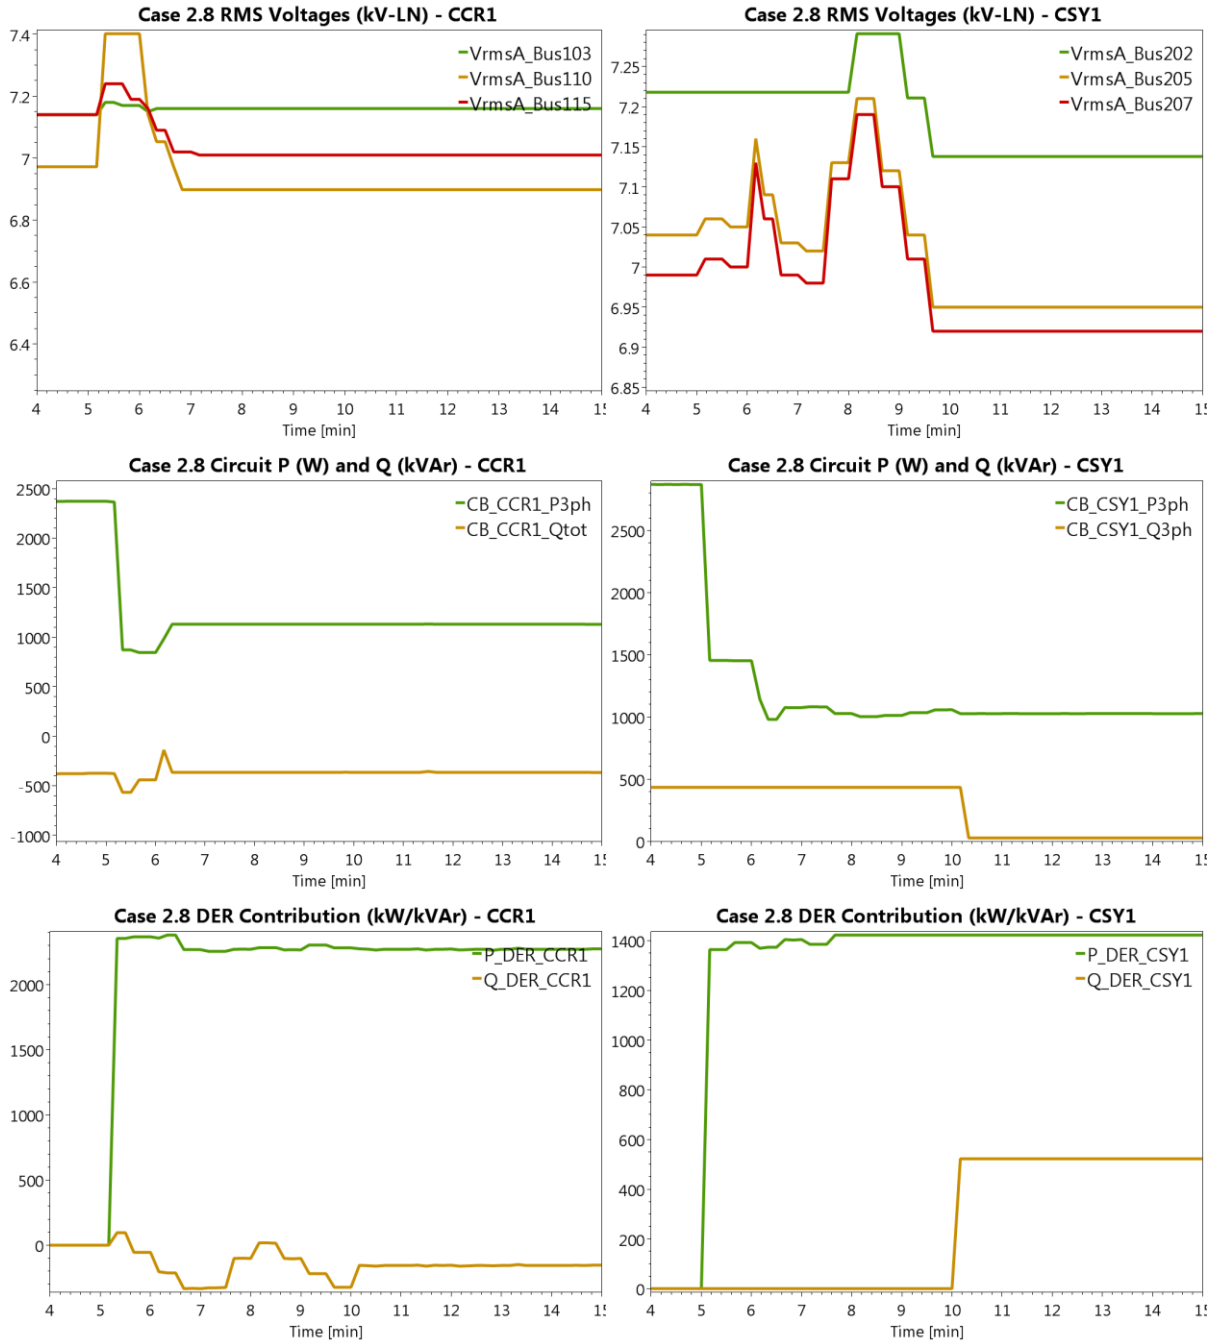 Case 2.8 RMS Voltages (kV-LN) - CCR1
7.4
7.2
7
6.8
6.6
6.4
VrmsA_Bus103
VrmsA_Bus110
VrmsA_Bus115
4 5 6 7 8 9 10 11 12 13 14 15
Time [min]
Case 2.8 RMS Voltages (kV-LN) - CSY1
7.25
7.2
7.15
7.1
7.05
7
6.95
6.9
6.85
VrmsA_Bus202
VrmsA_Bus205
VrmsA_Bus207
4 5 6 7 8 9 10 11 12 13 14 15
Time [min]
Case 2.8 Circuit P (W) and Q (kVAr) - CCR1
2500
2000
1500
1000
500
0
-500
-1000
CB_CCR1_P3ph
CB_CCR1_Qtot
4 5 6 7 8 9 10 11 12 13 14 15
Time [min]
Case 2.8 Circuit P (W) and Q (kVAr) - CSY1
2500
2000
1500
1000
500
0
CB_CSY1_P3ph
CB_CSY1_Q3ph
4 5 6 7 8 9 10 11 12 13 14 15
Time [min]
Case 2.8 DER Contribution (kW/kVAr) - CCR1
2000
1500
1000
500
0
P_DER_CCR1
Q_DER_CCR1
4 5 6 7 8 9 10 11 12 13 14 15
Time [min]
Case 2.8 DER Contribution (kW/kVAr) - CSY1
1400
1200
1000
800
600
400
200
0
P_DER_CSY1
Q_DER_CSY1
4 5 6 7 8 9 10 11 12 13 14 15
Time [min]